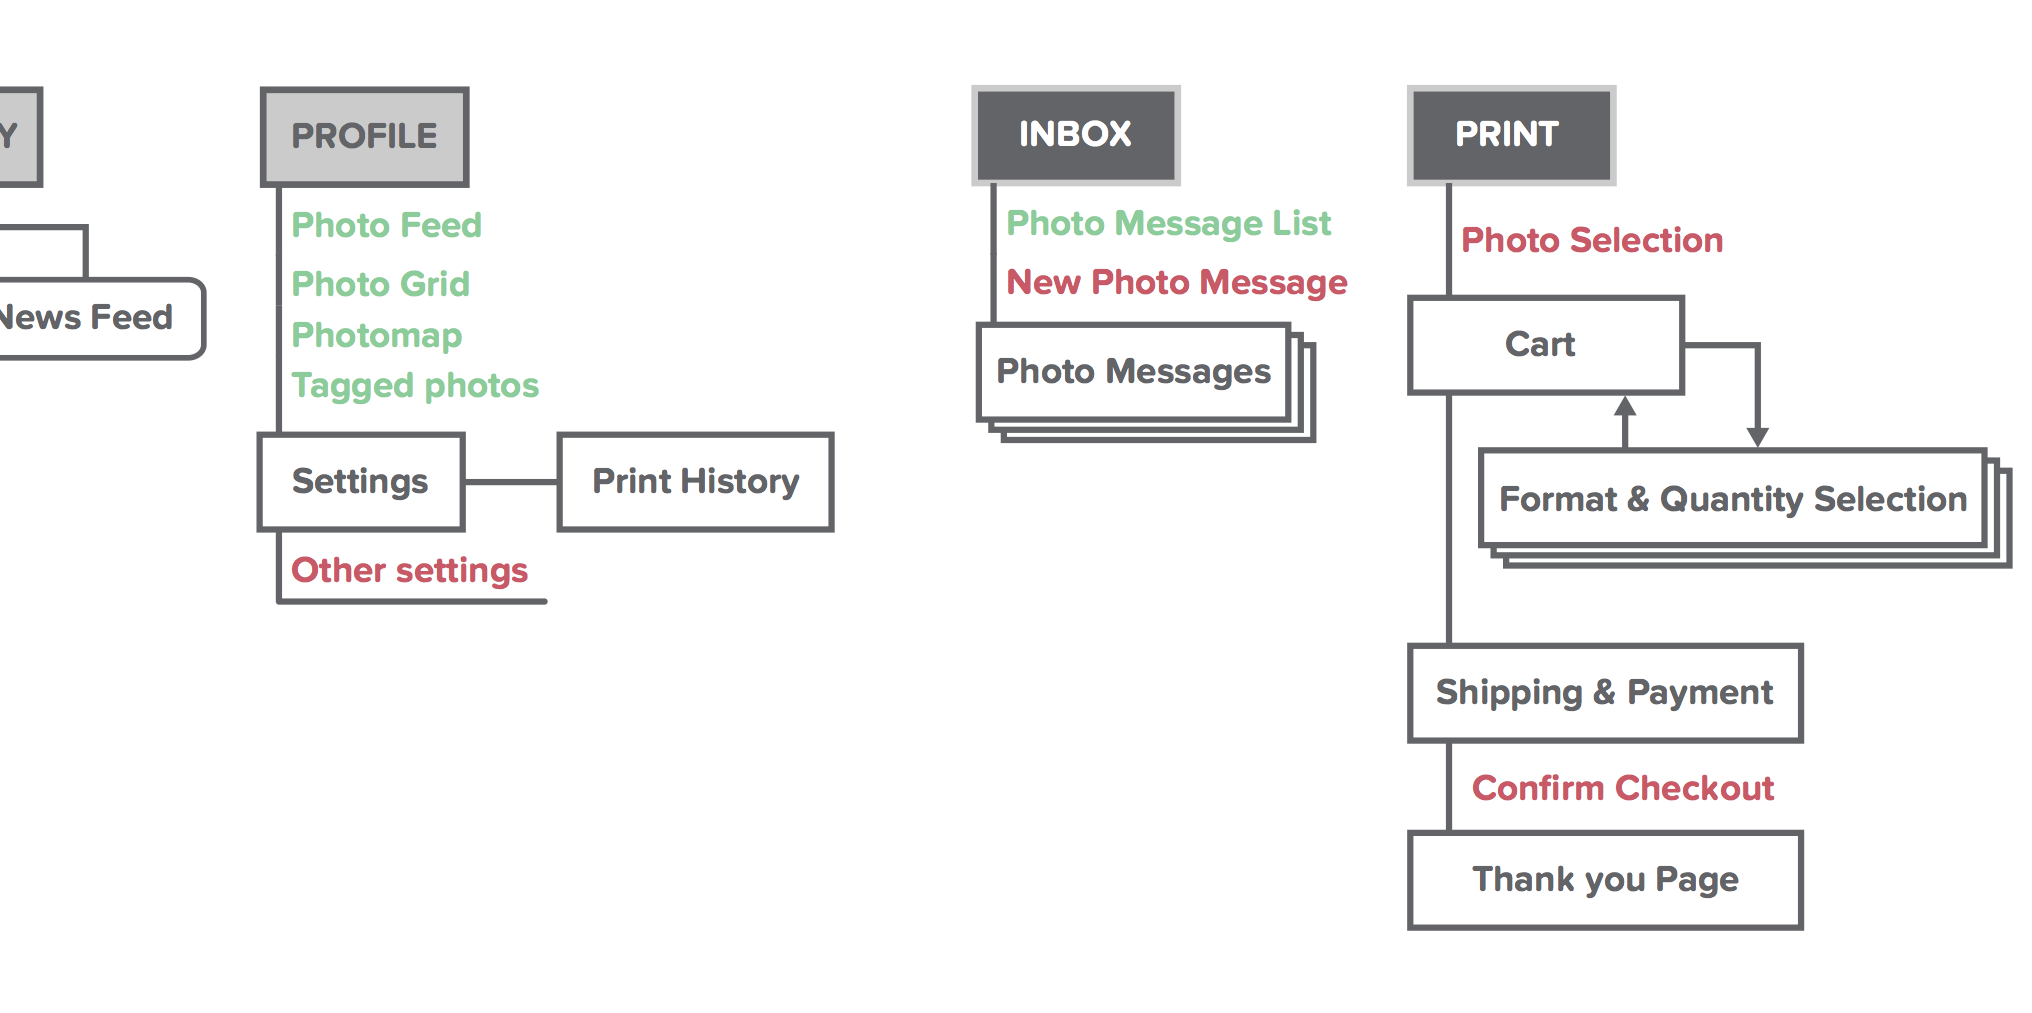 Y
News Feed
PROFILE
Photo Feed
Photo Grid
Photomap
Tagged photos
Settings
Print History
Other settings
INBOX
Photo Message List
New Photo Message
Photo Messages
PRINT
Photo Selection
Cart
Format & Quantity Selection
Shipping & Payment
Confirm Checkout
Thank you Page